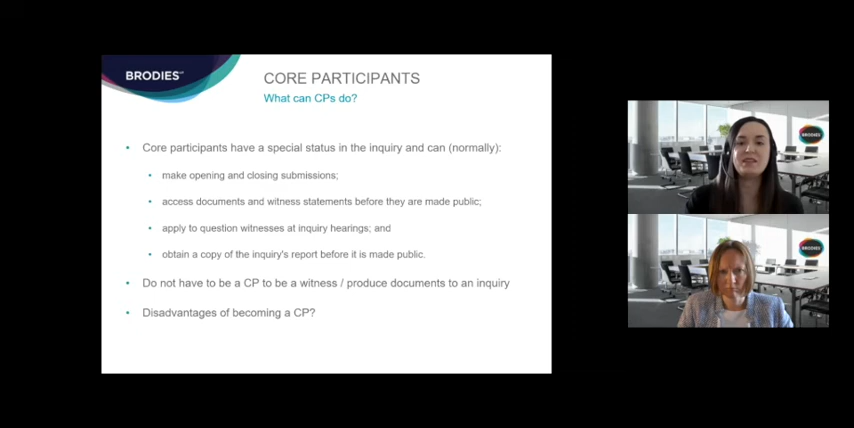 BRODIES LLP
CORE PARTICIPANTS
What can CPs do?
• Core participants have a special status in the inquiry and can (normally):
• make opening and closing submissions;
• access documents and witness statements before they are made public;
• apply to question witnesses at inquiry hearings; and
• obtain a copy of the inquiry's report before it is made public.
• Do not have to be a CP to be a witness / produce documents to an inquiry
• Disadvantages of becoming a CP?